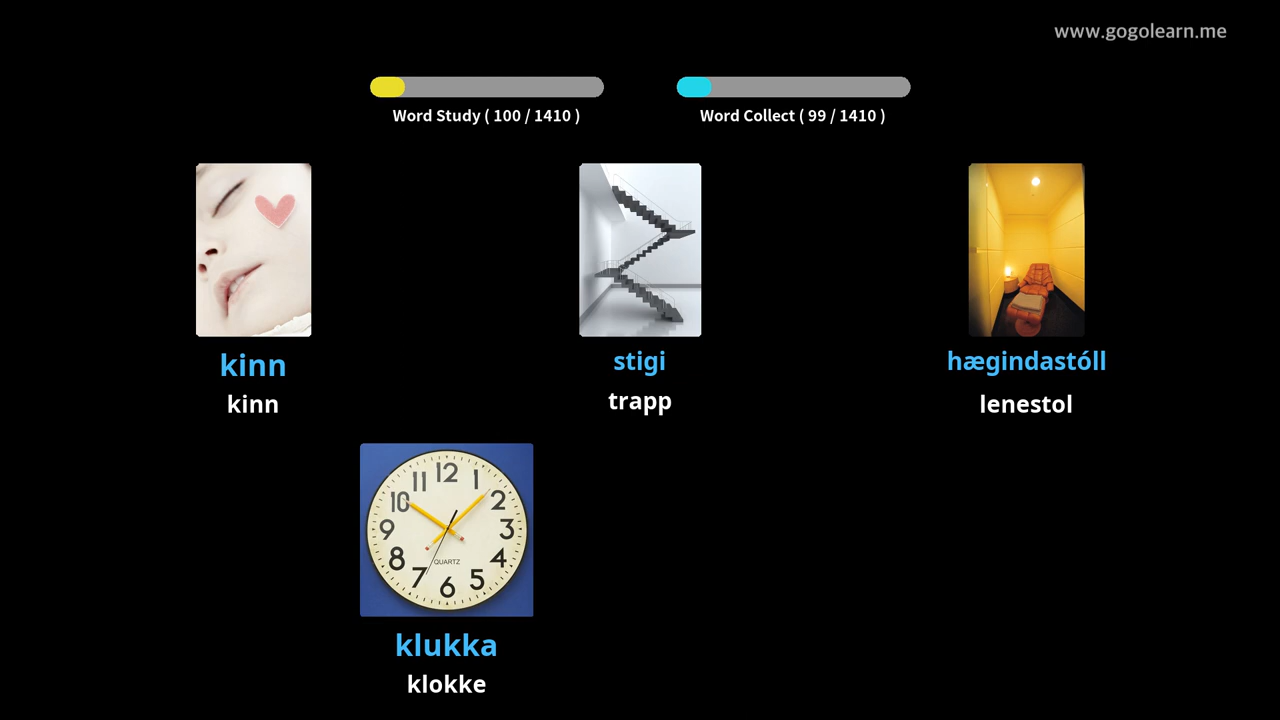 www.gogolearn.me
Word Study ( 100 / 1410 )
Word Collect ( 99 / 1410 )
kinn
kinn
stigi
trapp
hægindastóll
lenestol
12
11
1
10
2
9
3
8
4
QUARTZ
7
5
6
klukka
klokke